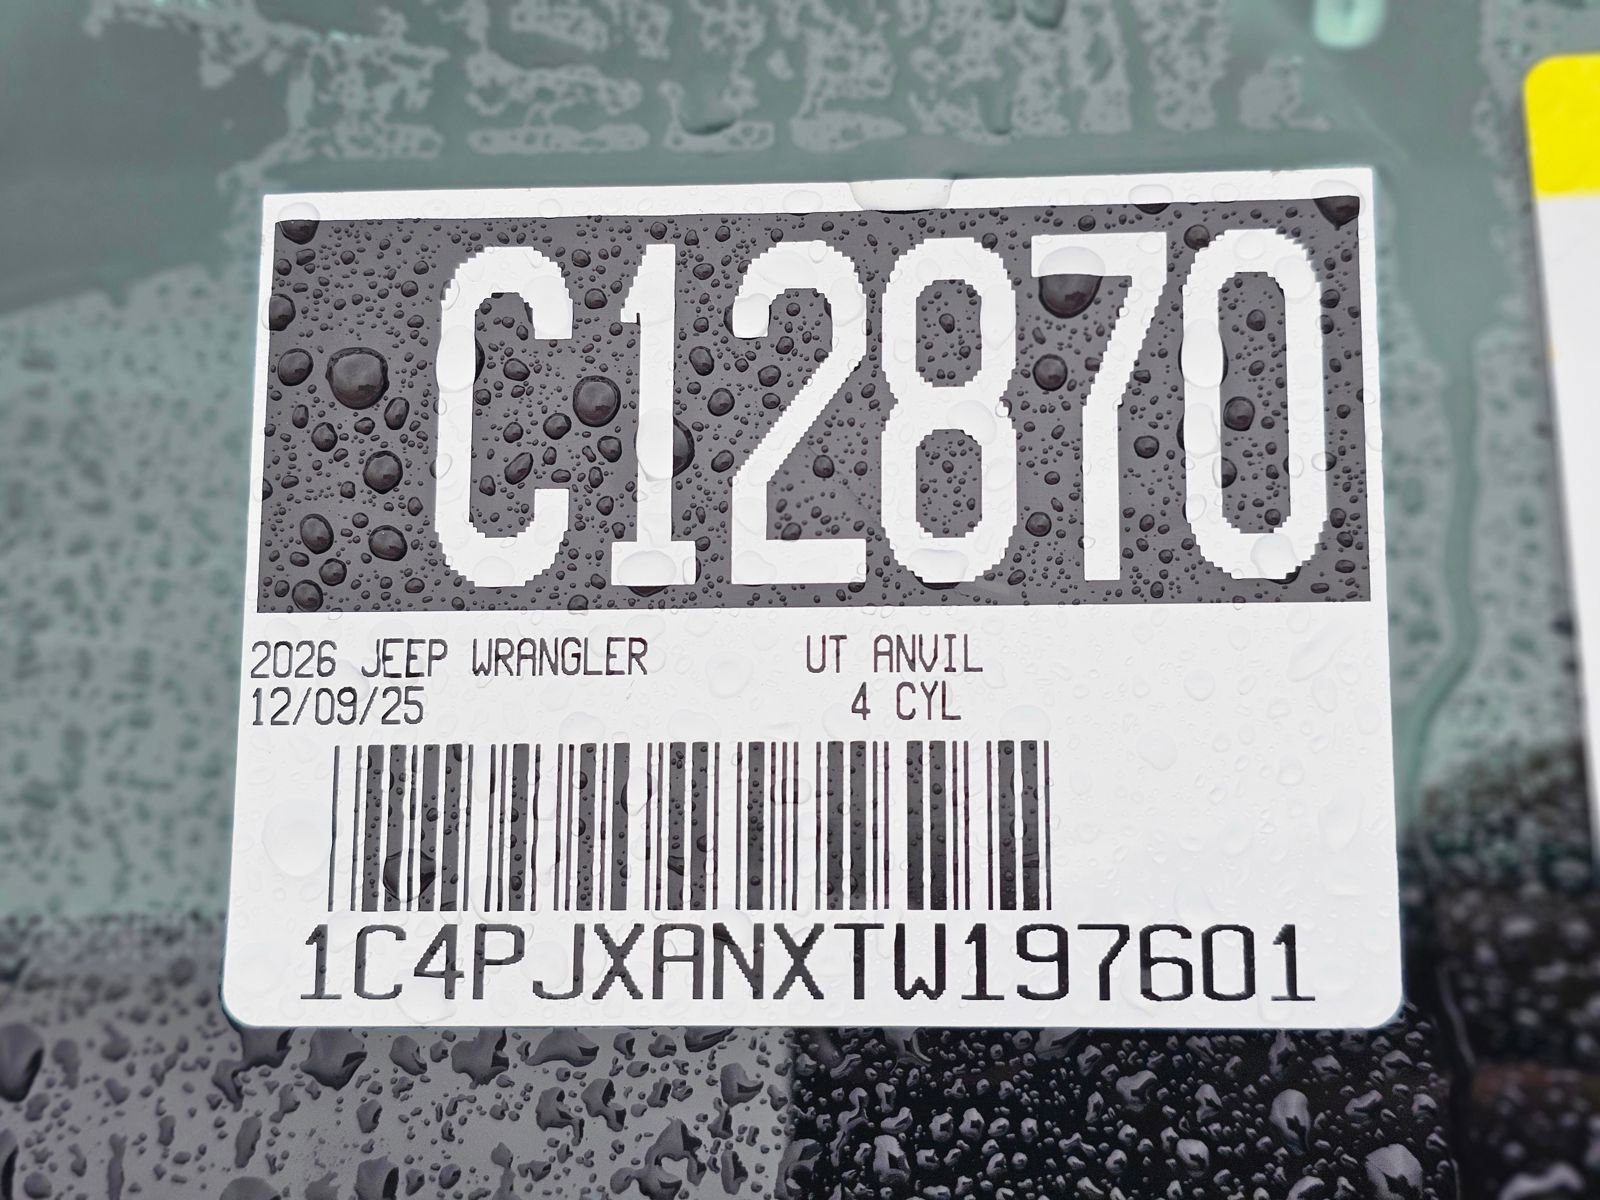 C12870
2026 JEEP WRANGLER UT ANVIL
12/09/25 4 CYL
1C4PJXANXTW197601